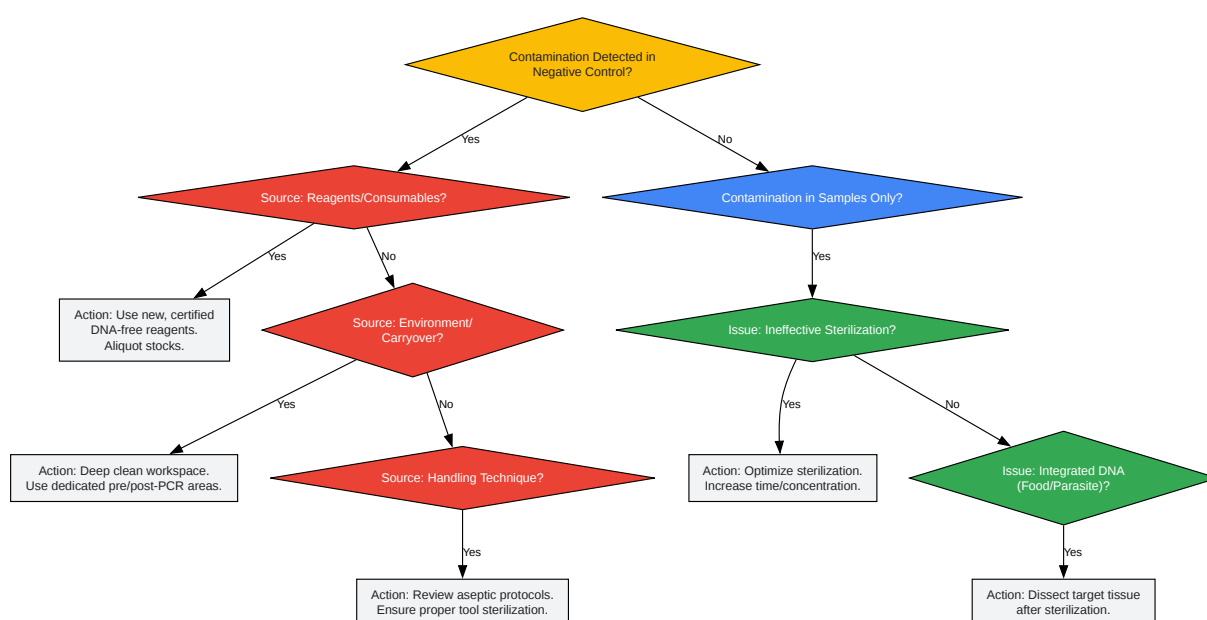 Contamination Detected in
Negative Control?
Yes
No
Source: Reagents/Consumables?
Contamination in Samples Only?
Yes
No
Yes
Action: Use new, certified
DNA-free reagents.
Aliquot stocks.
Source: Environment/
Carryover?
Issue: Ineffective Sterilization?
Yes
No
Yes
No
Action: Deep clean workspace.
Use dedicated pre/post-PCR areas.
Source: Handling Technique?
Action: Optimize sterilization.
Increase time/concentration.
Issue: Integrated DNA
(Food/Parasite)?
Yes
Yes
Action: Review aseptic protocols.
Ensure proper tool sterilization.
Action: Dissect target tissue
after sterilization.